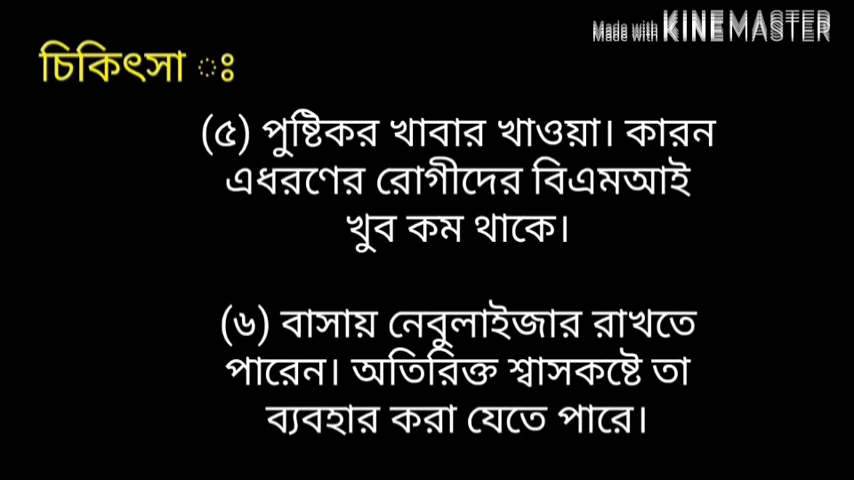 Made with KINEMASTER
চিকিৎসা ঃ
(৫) পুষ্টিকর খাবার খাওয়া। কারন
এধরণের রোগীদের বিএমআই
খুব কম থাকে।
(৬) বাসায় নেবুলাইজার রাখতে
পারেন। অতিরিক্ত শ্বাসকষ্টে তা
ব্যবহার করা যেতে পারে।